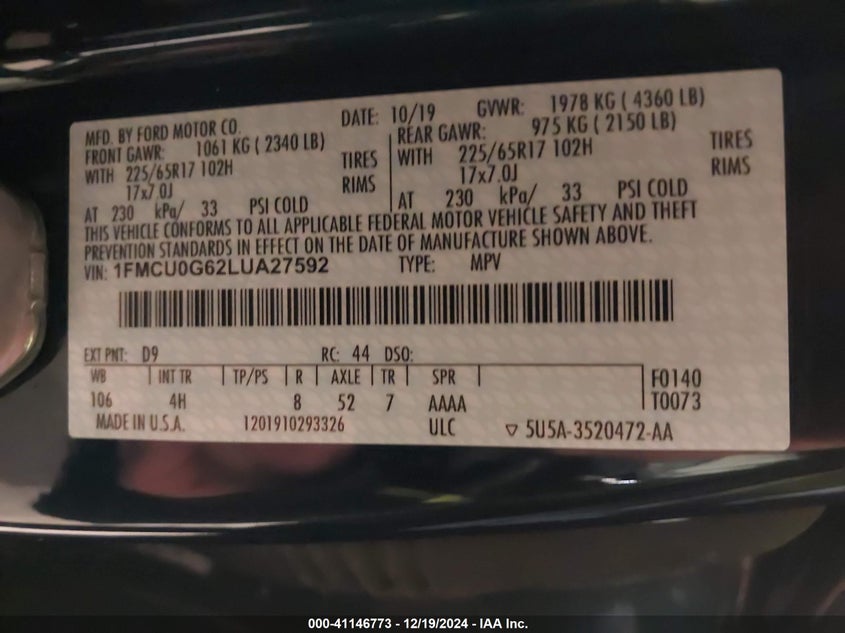 MFD. BY FORD MOTOR CO. DATE: 10/19 GVWR: 1978 KG ( 4360 LB)
FRONT GAWR: 1061 KG ( 2340 LB) REAR GAWR: 975 KG ( 2150 LB)
WITH 225/65R17 102H TIRES WITH 225/65R17 102H TIRES
17x7.0J RIMS 17x7.0J RIMS
AT 230 kPa/ 33 PSI COLD AT 230 kPa/ 33 PSI COLD
THIS VEHICLE CONFORMS TO ALL APPLICABLE FEDERAL MOTOR VEHICLE SAFETY AND THEFT
PREVENTION STANDARDS IN EFFECT ON THE DATE OF MANUFACTURE SHOWN ABOVE.
VIN: 1FMCU0G62LUA27592 TYPE: MPV
EXT PNT: D9 RC: 44 DSO:
WB INT TR TP/PS R AXLE TR SPR F0140
106 4H 8 52 7 AAAA T0073
MADE IN U.S.A. 1201910293326 ULC ▽ 5U5A-3520472-AA
000-41146773 - 12/19/2024 - IAA Inc.